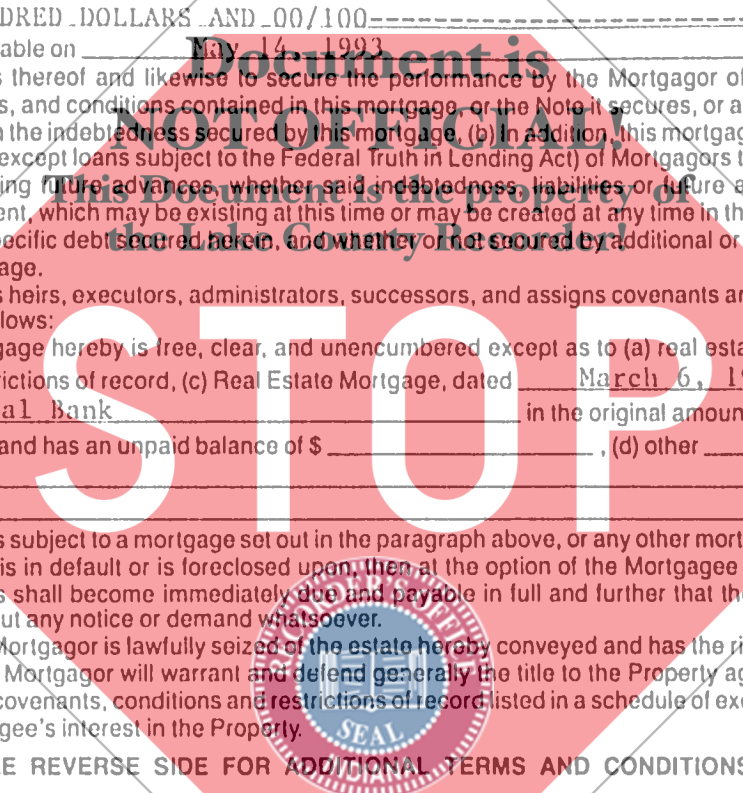 DRED DOLLARS AND 00/100--------------------
able on May 14, 1993
Document is
s thereof and likewise to secure the performance by the Mortgagor of
s, and conditions contained in this mortgage, or the Note it secures, or a
NOT OFFICIAL!
n the indebtedness secured by this mortgage, (b) In addition, this mortgag
except loans subject to the Federal Truth in Lending Act) of Mortgagors t
This Document is the property of
ing future advances, whether said indebtedness, liabilities or future a
ent, which may be existing at this time or may be created at any time in th
the Lake County Recorder!
pecific debt secured herein, and whether or not secured by additional or
age.
s heirs, executors, administrators, successors, and assigns covenants an
lows:
STOP
gage hereby is free, clear, and unencumbered except as to (a) real esta
rictions of record, (c) Real Estate Mortgage, dated March 6, 19
al Bank in the original amoun
and has an unpaid balance of $ , (d) other
s subject to a mortgage set out in the paragraph above, or any other mort
is in default or is foreclosed upon, then at the option of the Mortgagee
s shall become immediately due and payable in full and further that the
ut any notice or demand whatsoever.
Mortgagor is lawfully seized of the estate hereby conveyed and has the ri
Mortgagor will warrant and defend generally the title to the Property ag
covenants, conditions and restrictions of record listed in a schedule of exc
gee's interest in the Property.
RECORDER'S OFFICE
SEAL
INDIANA
E REVERSE SIDE FOR ADDITIONAL TERMS AND CONDITIONS